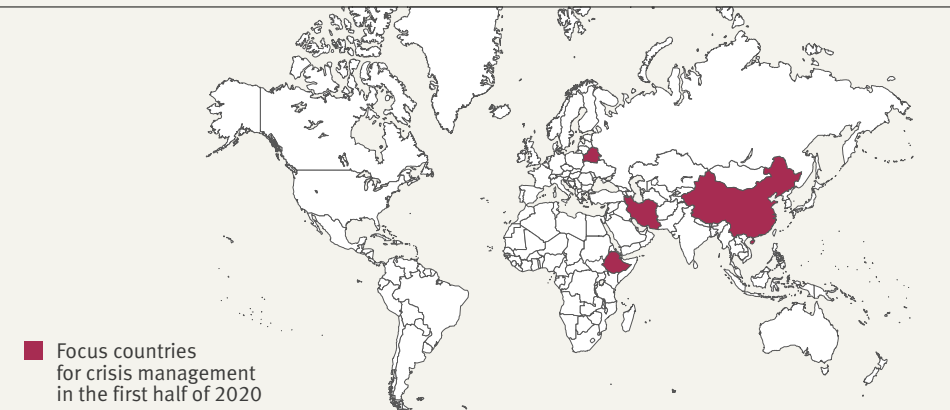 Focus countries
for crisis management
in the first half of 2020